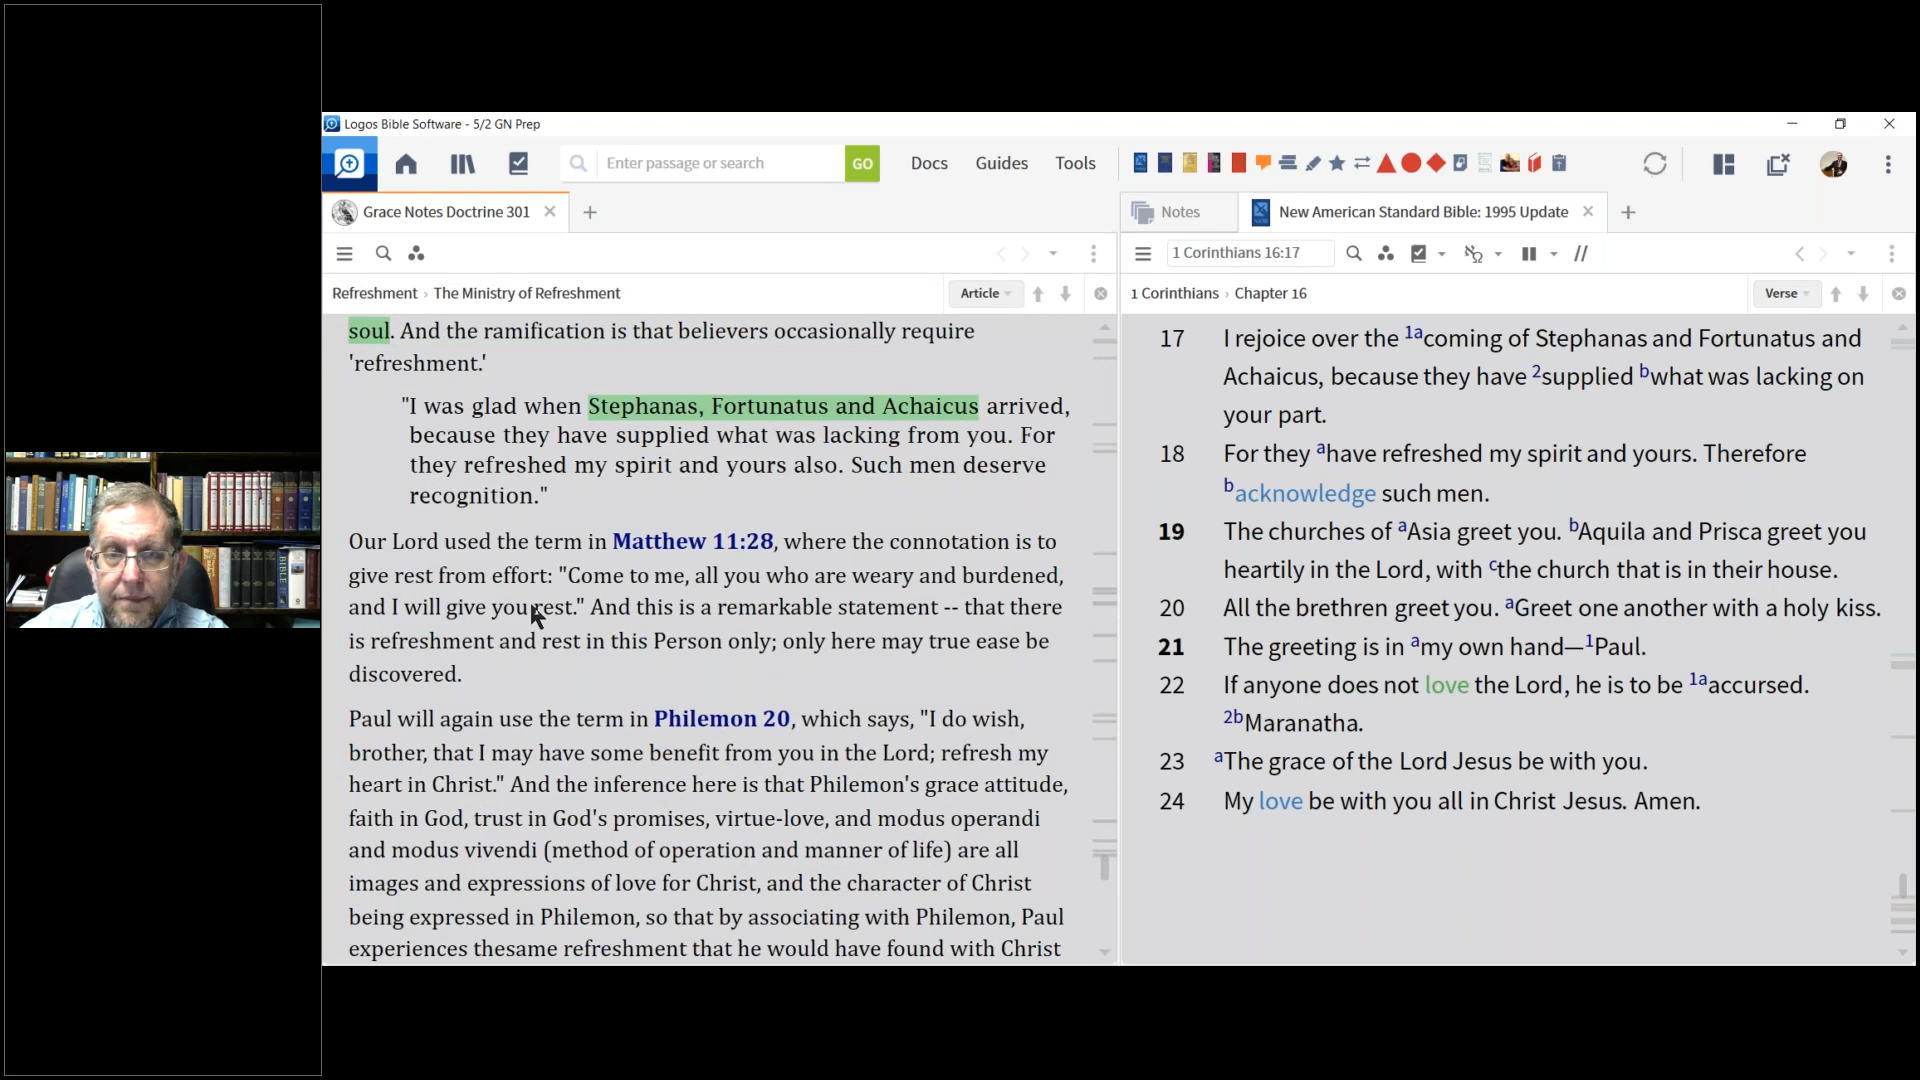 Logos Bible Software - 5/2 GN Prep
Enter passage or search
GO
Docs
Guides
Tools
Grace Notes Doctrine 301
Refreshment › The Ministry of Refreshment
Article
soul. And the ramification is that believers occasionally require
'refreshment.'
"I was glad when Stephanas, Fortunatus and Achaicus arrived,
because they have supplied what was lacking from you. For
they refreshed my spirit and yours also. Such men deserve
recognition."
Our Lord used the term in Matthew 11:28, where the connotation is to
give rest from effort: "Come to me, all you who are weary and burdened,
and I will give you rest." And this is a remarkable statement -- that there
is refreshment and rest in this Person only; only here may true ease be
discovered.
Paul will again use the term in Philemon 20, which says, "I do wish,
brother, that I may have some benefit from you in the Lord; refresh my
heart in Christ." And the inference here is that Philemon's grace attitude,
faith in God, trust in God's promises, virtue-love, and modus operandi
and modus vivendi (method of operation and manner of life) are all
images and expressions of love for Christ, and the character of Christ
being expressed in Philemon, so that by associating with Philemon, Paul
experiences thesame refreshment that he would have found with Christ
Notes
New American Standard Bible: 1995 Update
1 Corinthians 16:17
1 Corinthians › Chapter 16
Verse
17 I rejoice over the 1acoming of Stephanas and Fortunatus and
Achaicus, because they have 2supplied bwhat was lacking on
your part.
18 For they ahave refreshed my spirit and yours. Therefore
backnowledge such men.
19 The churches of aAsia greet you. bAquila and Prisca greet you
heartily in the Lord, with cthe church that is in their house.
20 All the brethren greet you. aGreet one another with a holy kiss.
21 The greeting is in amy own hand—1Paul.
22 If anyone does not love the Lord, he is to be 1aaccursed.
2bMaranatha.
23 aThe grace of the Lord Jesus be with you.
24 My love be with you all in Christ Jesus. Amen.
BIBLE